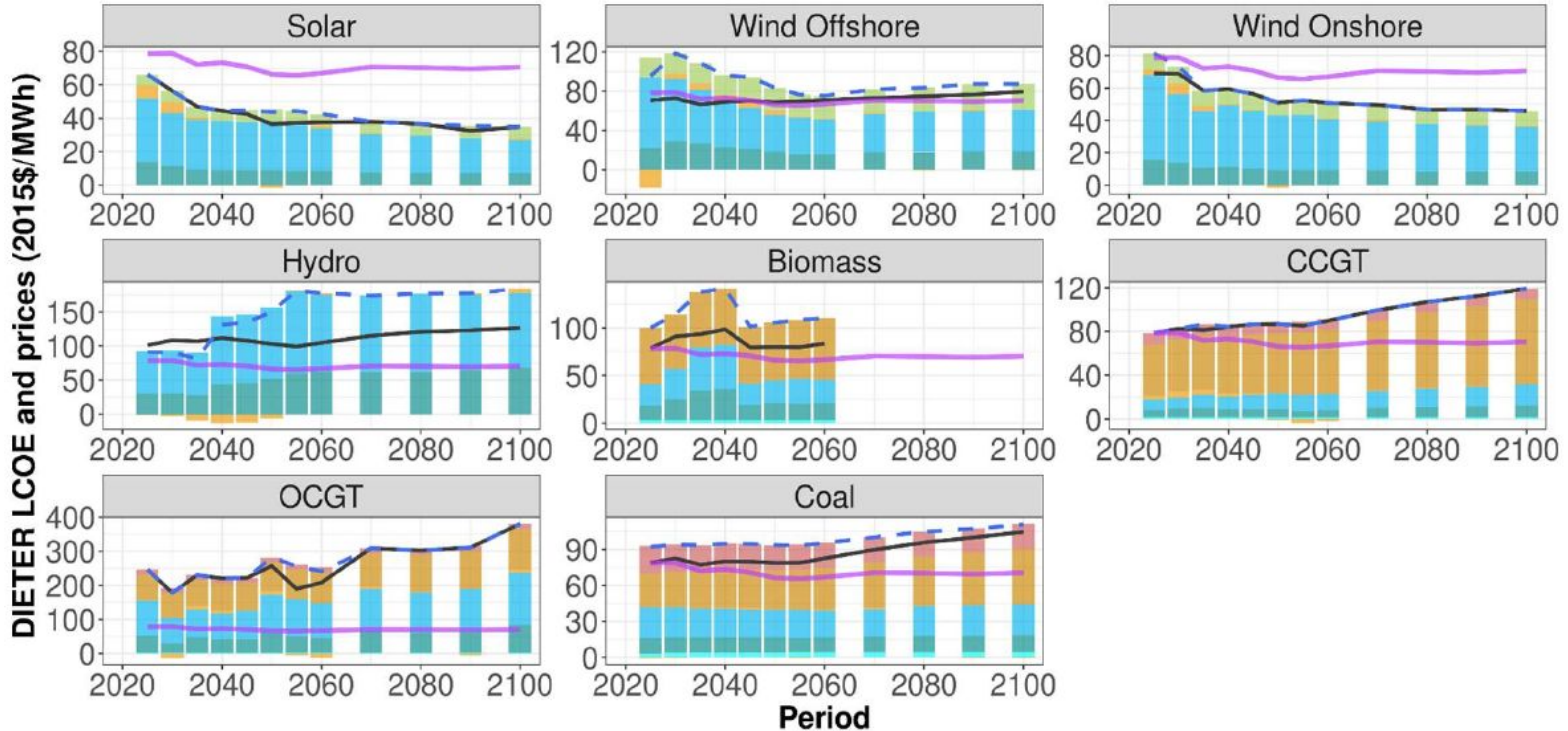 DIETER LCOE and prices (2015$/MWh)
Solar
80
60
40
20
0
2020 2040 2060 2080 2100
Wind Offshore
120
80
40
0
2020 2040 2060 2080 2100
Wind Onshore
80
60
40
20
0
2020 2040 2060 2080 2100
Hydro
150
100
50
0
2020 2040 2060 2080 2100
Biomass
100
50
0
2020 2040 2060 2080 2100
CCGT
120
80
40
0
2020 2040 2060 2080 2100
OCGT
400
300
200
100
0
2020 2040 2060 2080 2100
Coal
90
60
30
0
2020 2040 2060 2080 2100
Period